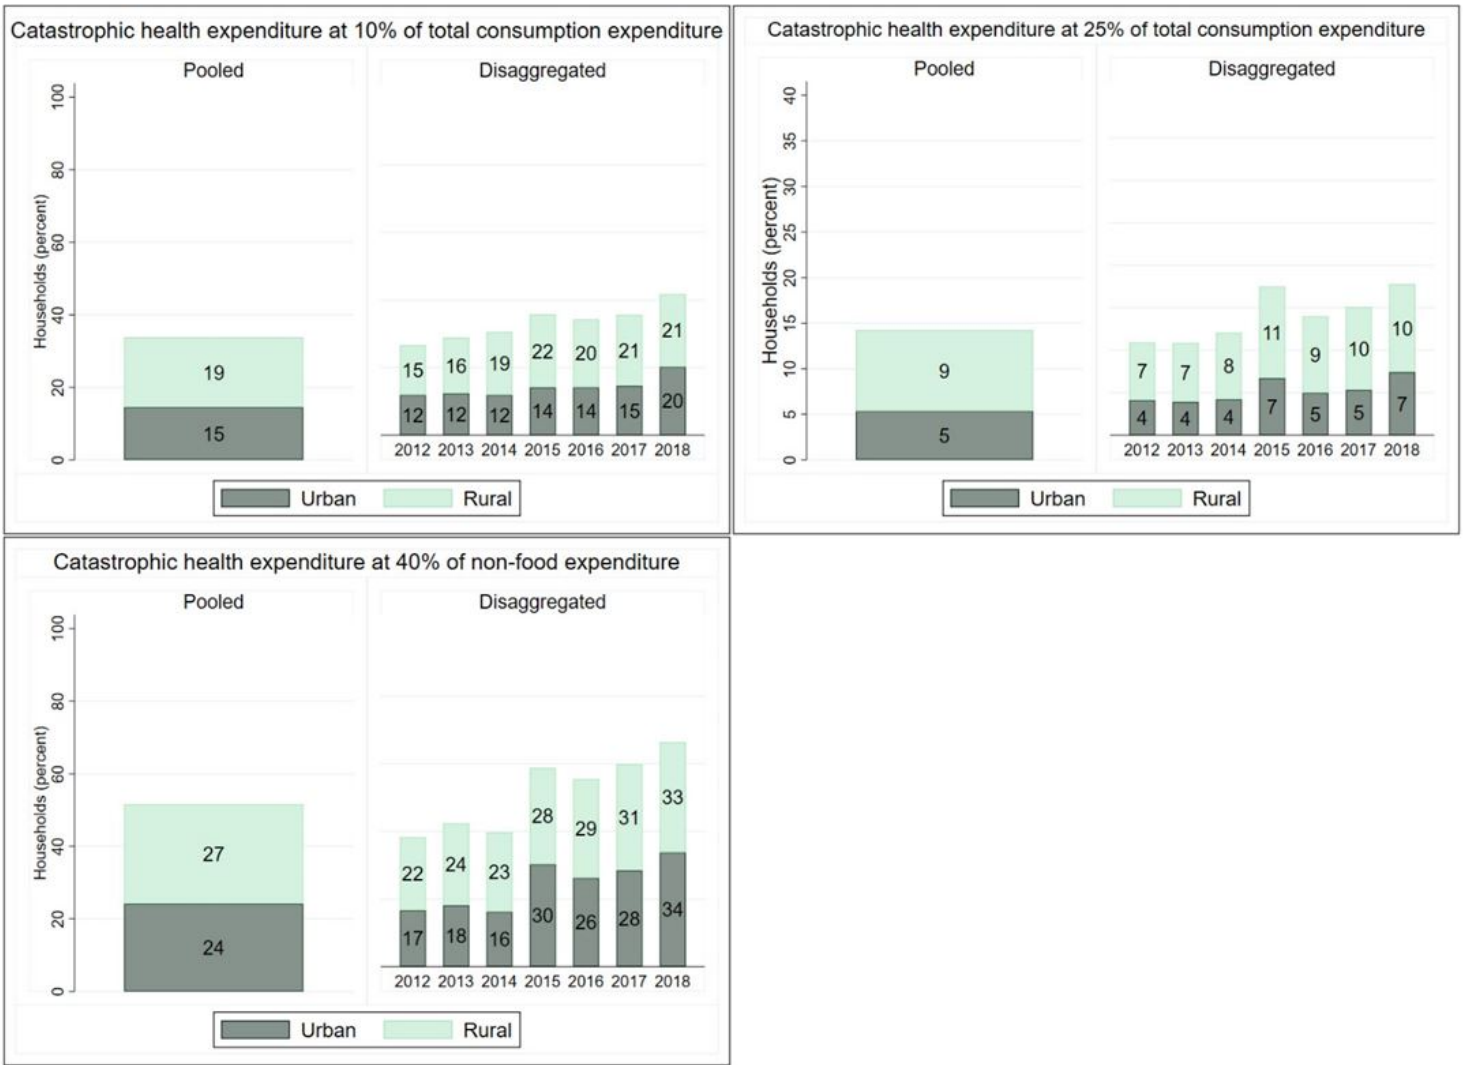 Catastrophic health expenditure at 10% of total consumption expenditure
Pooled
Disaggregated
Households (percent)
100
80
60
40
20
0
19
15
15 16 19 22 20 21 21
12 12 12 14 14 15 20
2012 2013 2014 2015 2016 2017 2018
Urban Rural
Catastrophic health expenditure at 25% of total consumption expenditure
Pooled
Disaggregated
Households (percent)
40
35
30
25
20
15
10
5
0
9
5
7 7 8 11 9 10 10
4 4 4 7 5 5 7
2012 2013 2014 2015 2016 2017 2018
Urban Rural
Catastrophic health expenditure at 40% of non-food expenditure
Pooled
Disaggregated
Households (percent)
100
80
60
40
20
0
27
24
22 24 23 28 29 31 33
17 18 16 30 26 28 34
2012 2013 2014 2015 2016 2017 2018
Urban Rural